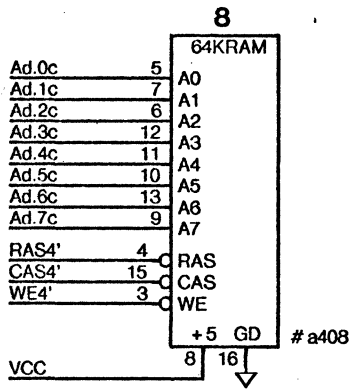 8
64KRAM
Ad.0c 5 A0
Ad.1c 7 A1
Ad.2c 6 A2
Ad.3c 12 A3
Ad.4c 11 A4
Ad.5c 10 A5
Ad.6c 13 A6
Ad.7c 9 A7
RAS4' 4 RAS
CAS4' 15 CAS
WE4' 3 WE
+5 GD # a408
VCC 8 16